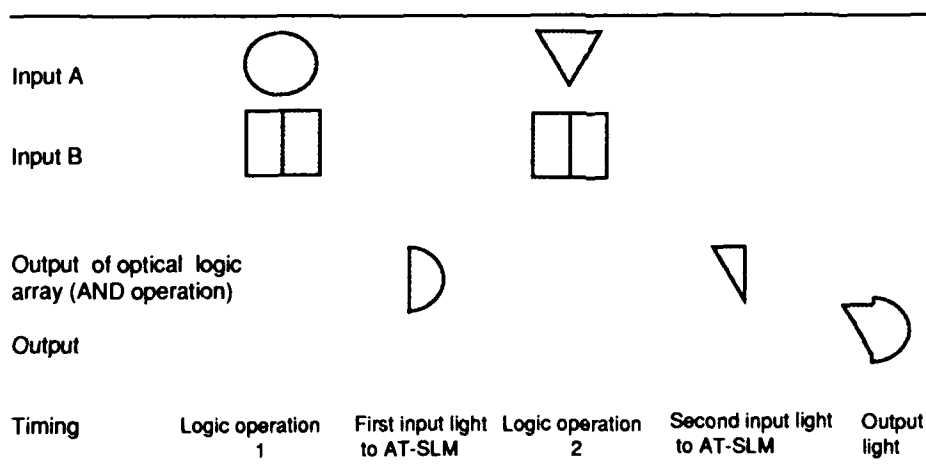 Input A
Input B
Output of optical logic
array (AND operation)
Output
Timing
Logic operation
1
First input light
to AT-SLM
Logic operation
2
Second input light
to AT-SLM
Output
light